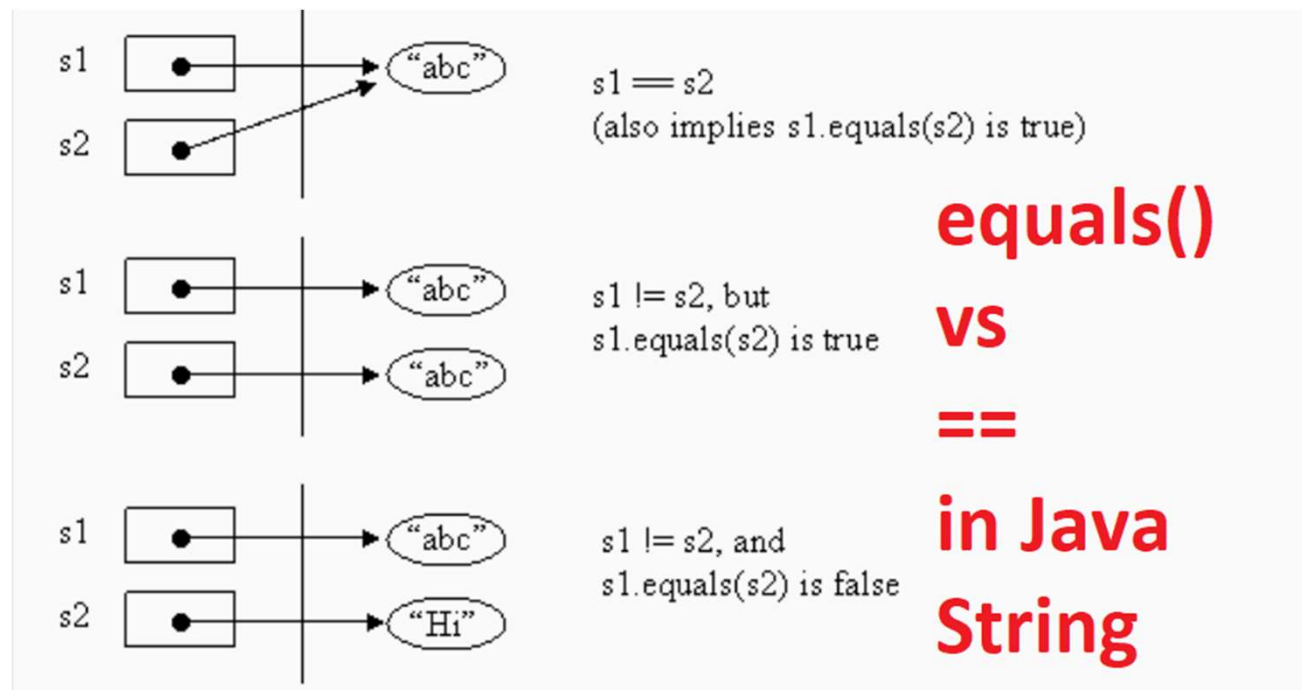 s1
“abc”
s1 == s2
(also implies s1.equals(s2) is true)
s2
s1
“abc”
s1 != s2, but
s1.equals(s2) is true
s2
“abc”
s1
“abc”
s1 != s2, and
s1.equals(s2) is false
s2
“Hi”
equals()
vs
==
in Java
String